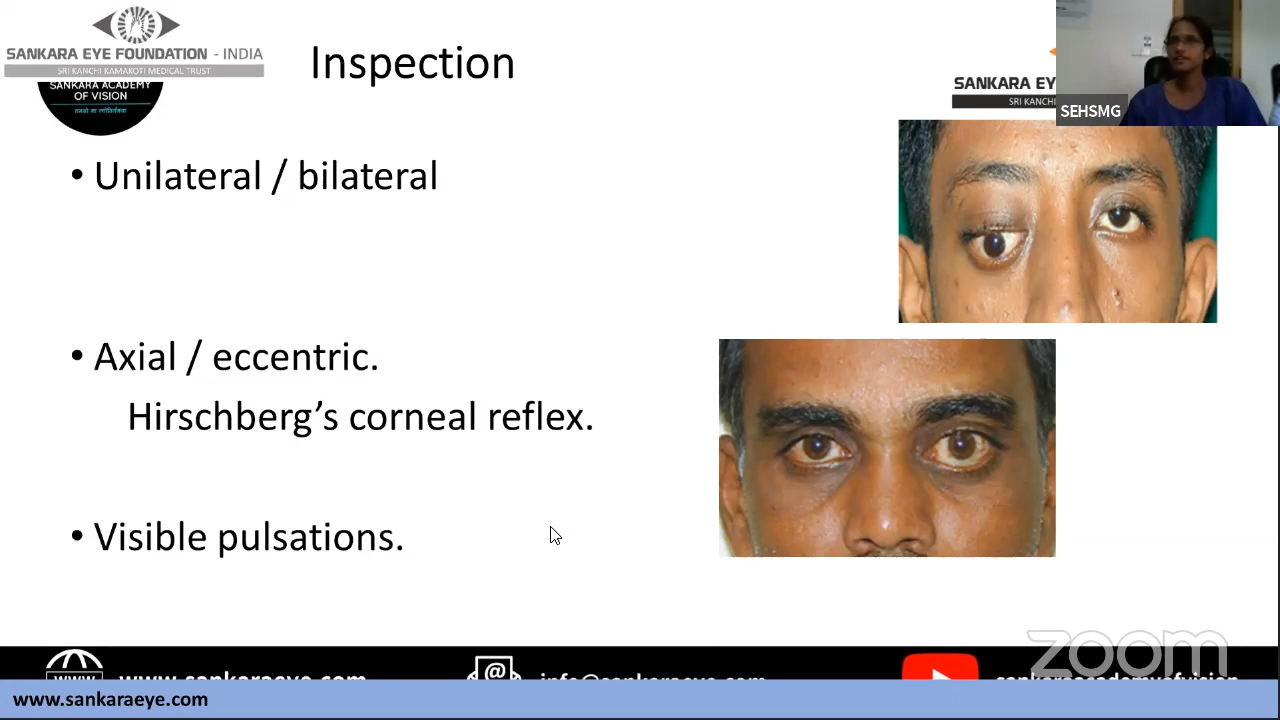 SANKARA EYE FOUNDATION - INDIA
SRI KANCHI KAMAKOTI MEDICAL TRUST
SANKARA ACADEMY
OF VISION
Inspection
SANKARA EY
SRI KANCHI
SEHSMG
• Unilateral / bilateral
• Axial / eccentric.
Hirschberg’s corneal reflex.
• Visible pulsations.
zoom
www
www.sankaraeye.com
info@sankaraeye.com
sankaraacademyofvision
www.sankaraeye.com